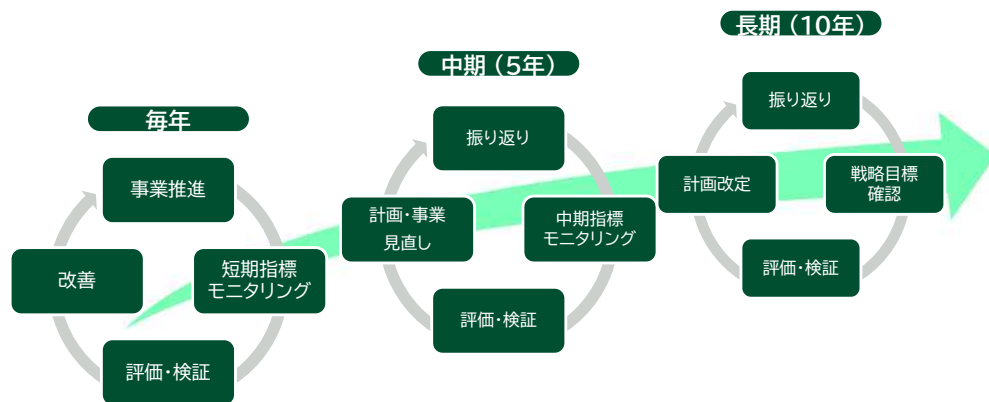 毎年
事業推進
短期指標
モニタリング
評価・検証
改善
中期（5年）
振り返り
中期指標
モニタリング
評価・検証
計画・事業
見直し
長期（10年）
振り返り
戦略目標
確認
評価・検証
計画改定